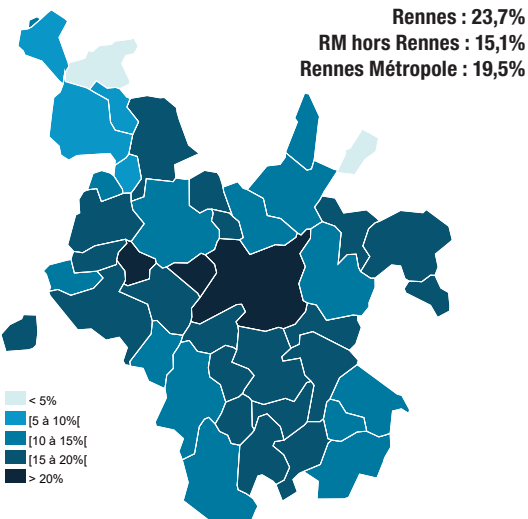 Rennes : 23,7%
RM hors Rennes : 15,1%
Rennes Métropole : 19,5%
< 5%
[5 à 10%[
[10 à 15%[
[15 à 20%[
> 20%